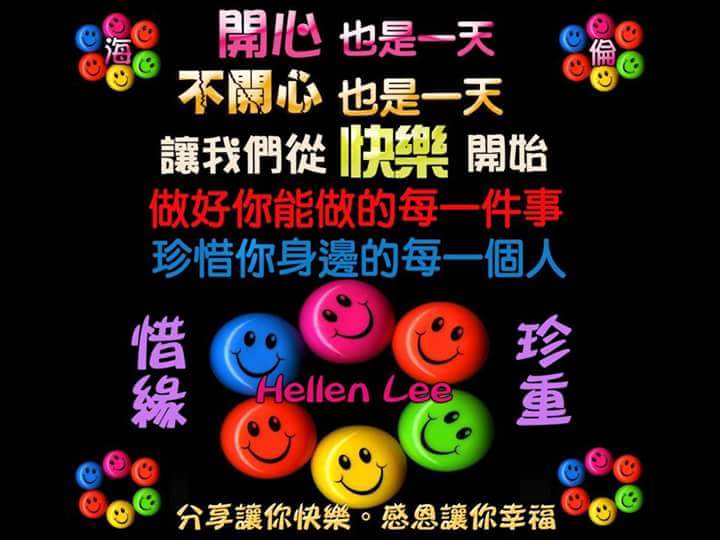 海
倫
開心 也是一天
不開心 也是一天
讓我們從 快樂 開始
做好你能做的每一件事
珍惜你身邊的每一個人
惜緣
珍重
Hellen Lee
分享讓你快樂。感恩讓你幸福